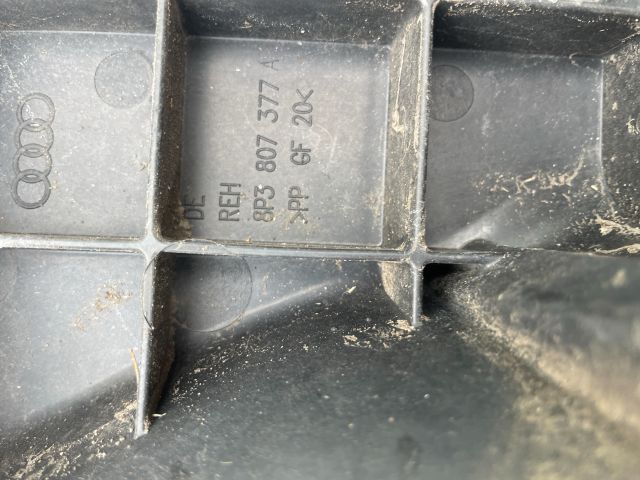 DE
REH
8P3 807 377 A
>PP GF 20<